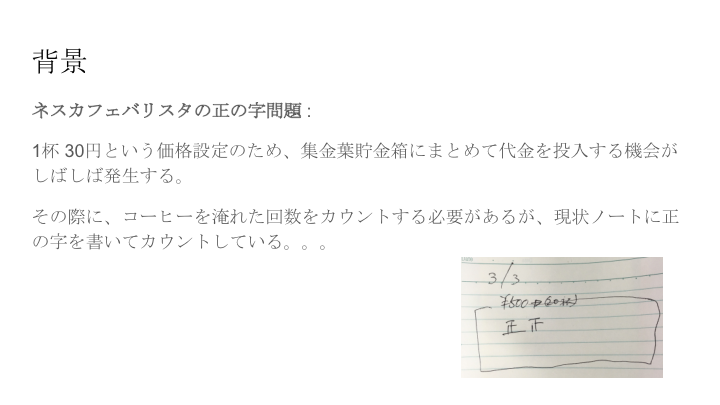 背景
ネスカフェバリスタの正の字問題 :
1杯 30円という価格設定のため、集金葉貯金箱にまとめて代金を投入する機会が
しばしば発生する。
その際に、コーヒーを淹れた回数をカウントする必要があるが、現状ノートに正
の字を書いてカウントしている。。。
3/3
¥500
正正